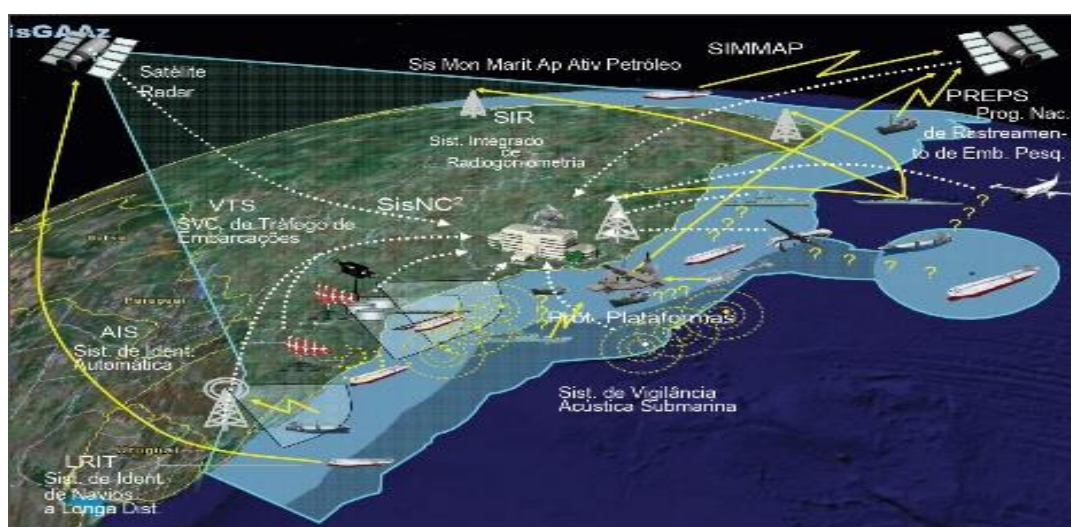 isGAAz
Satélite
Radar
SIMMAP
Sis Mon Marit Ap Ativ Petróleo
PREPS
Prog. Nac.
de Rastreamen-
to de Emb. Pesq.
SIR
Sist. Integrado
de
Radiogoniometria
VTS
SVC. de Tráfego de
Embarcações
SisNC²
Paraguai
AIS
Sist. de Ident.
Automática
Prot. Plataformas
Sist. de Vigilância
Acústica Submarina
Uruguai
LRIT
Sist. de Ident.
de Navios
a Longa Dist.
? ? ? ? ? ? ? ?